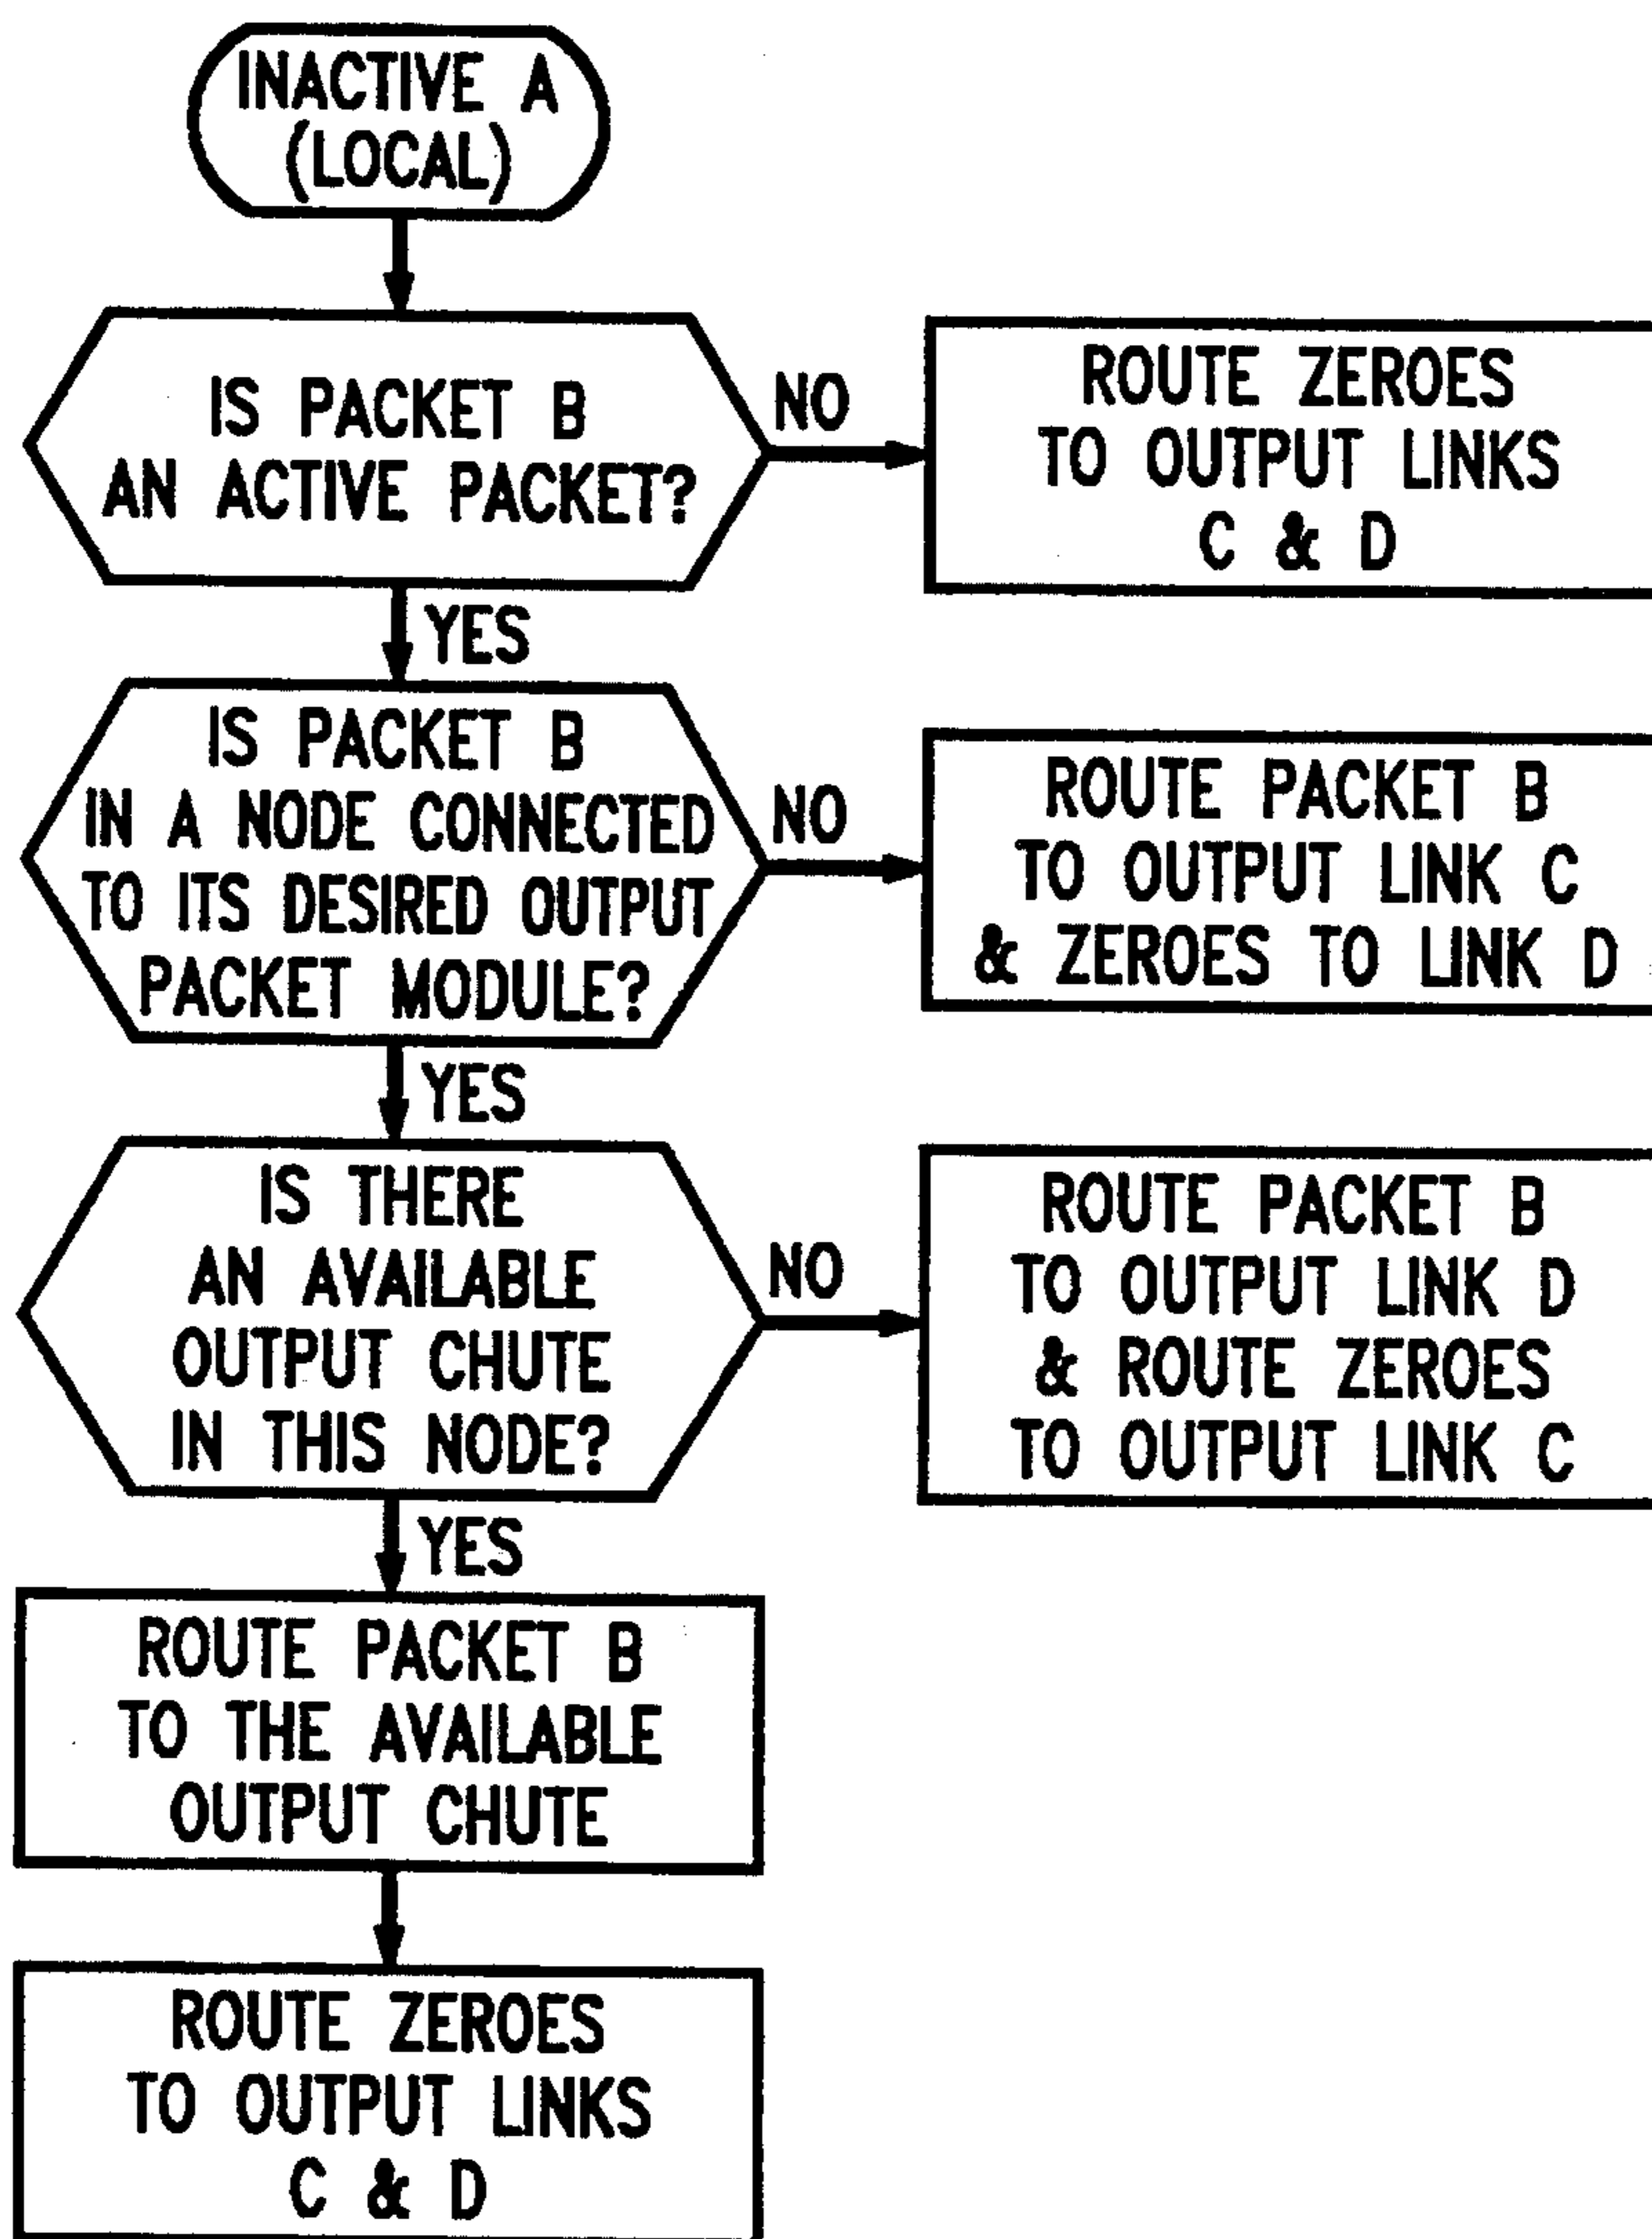 INACTIVE A
(LOCAL)
IS PACKET B
AN ACTIVE PACKET?
NO
ROUTE ZEROES
TO OUTPUT LINKS
C & D
YES
IS PACKET B
IN A NODE CONNECTED
TO ITS DESIRED OUTPUT
PACKET MODULE?
NO
ROUTE PACKET B
TO OUTPUT LINK C
& ZEROES TO LINK D
YES
IS THERE
AN AVAILABLE
OUTPUT CHUTE
IN THIS NODE?
NO
ROUTE PACKET B
TO OUTPUT LINK D
& ROUTE ZEROES
TO OUTPUT LINK C
YES
ROUTE PACKET B
TO THE AVAILABLE
OUTPUT CHUTE
ROUTE ZEROES
TO OUTPUT LINKS
C & D